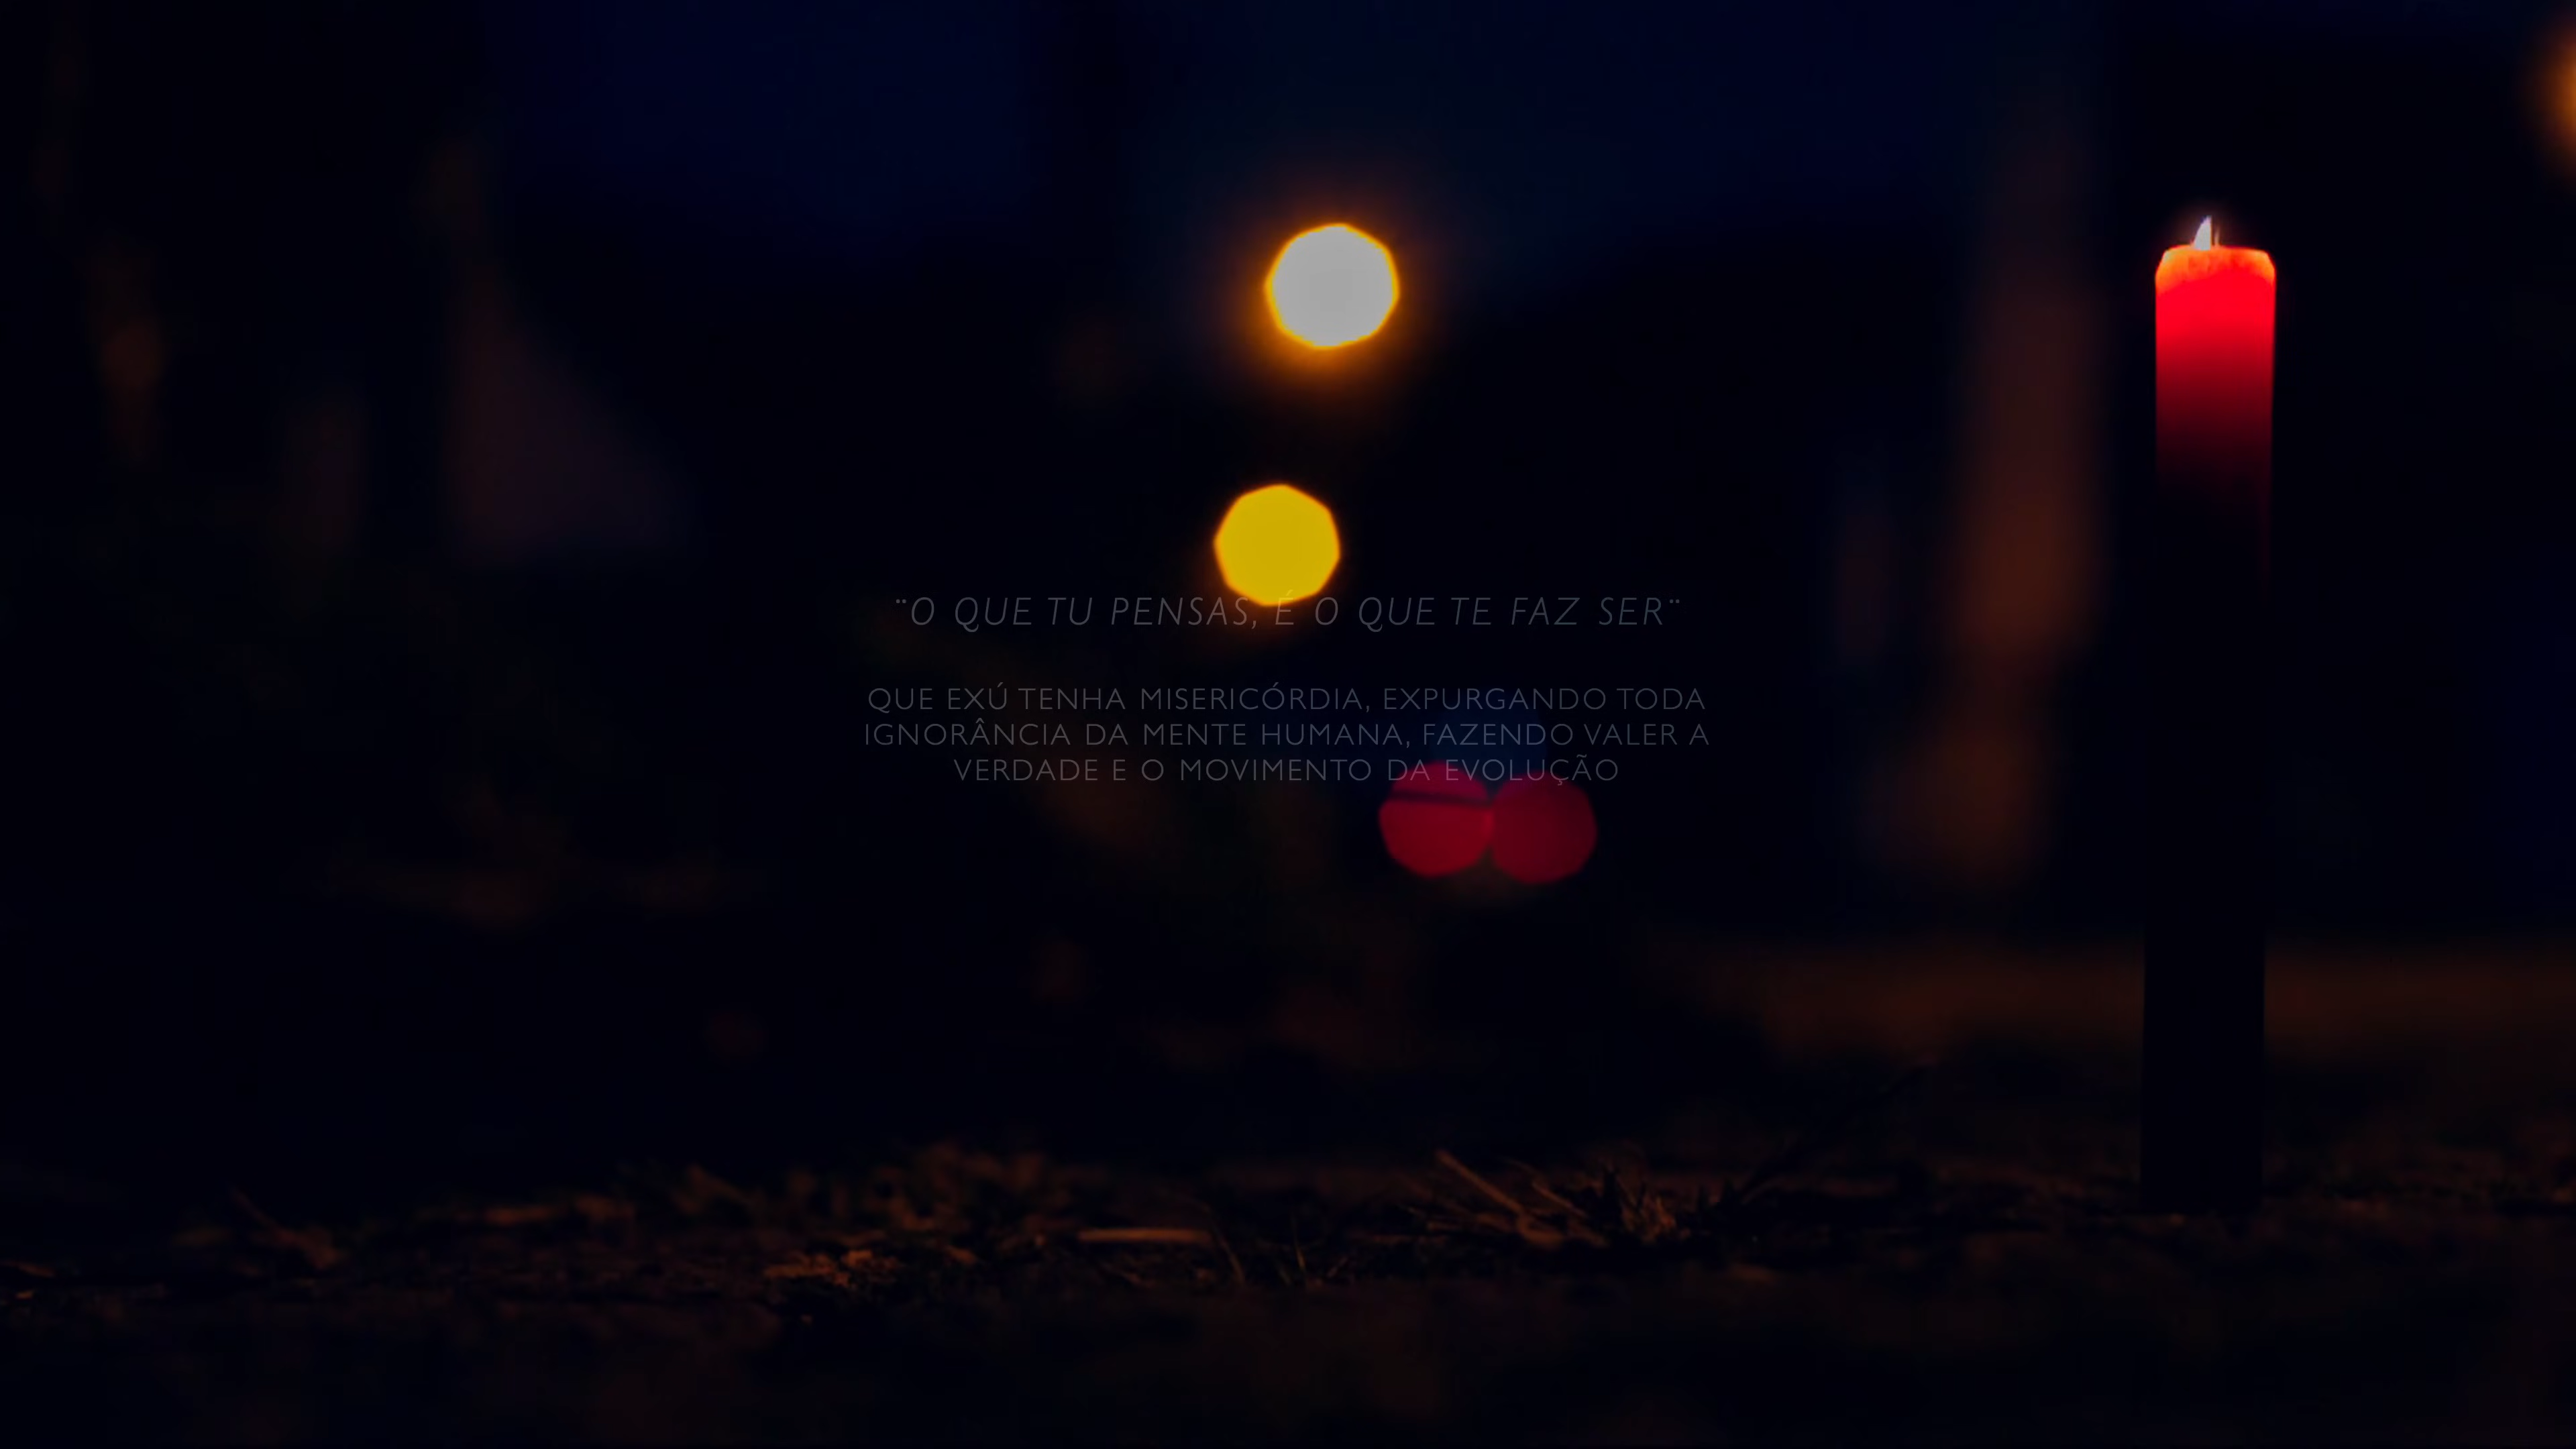 ¨O QUE TU PENSAS, É O QUE TE FAZ SER¨
QUE EXÚ TENHA MISERICÓRDIA, EXPURGANDO TODA
IGNORÂNCIA DA MENTE HUMANA, FAZENDO VALER A
VERDADE E O MOVIMENTO DA EVOLUÇÃO